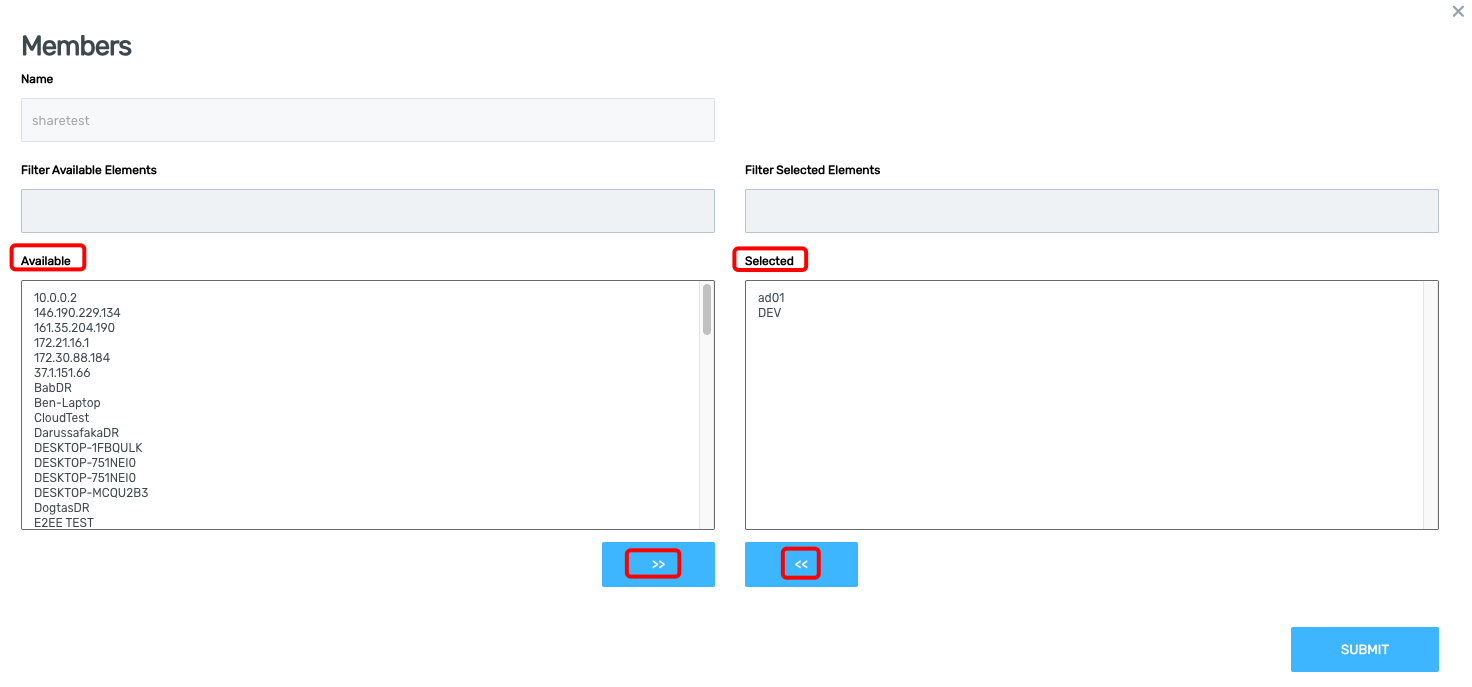 Members
Name
sharetest
Filter Available Elements
Filter Selected Elements
Available
Selected
10.0.0.2
146.190.229.134
161.35.204.190
172.21.16.1
172.30.88.184
37.1.151.66
BabDR
Ben-Laptop
CloudTest
DarussafakaDR
DESKTOP-1FBQULK
DESKTOP-751NEI0
DESKTOP-751NEI0
DESKTOP-MCQU2B3
DogtasDR
E2EE TEST
ad01
DEV
>>
<<
SUBMIT